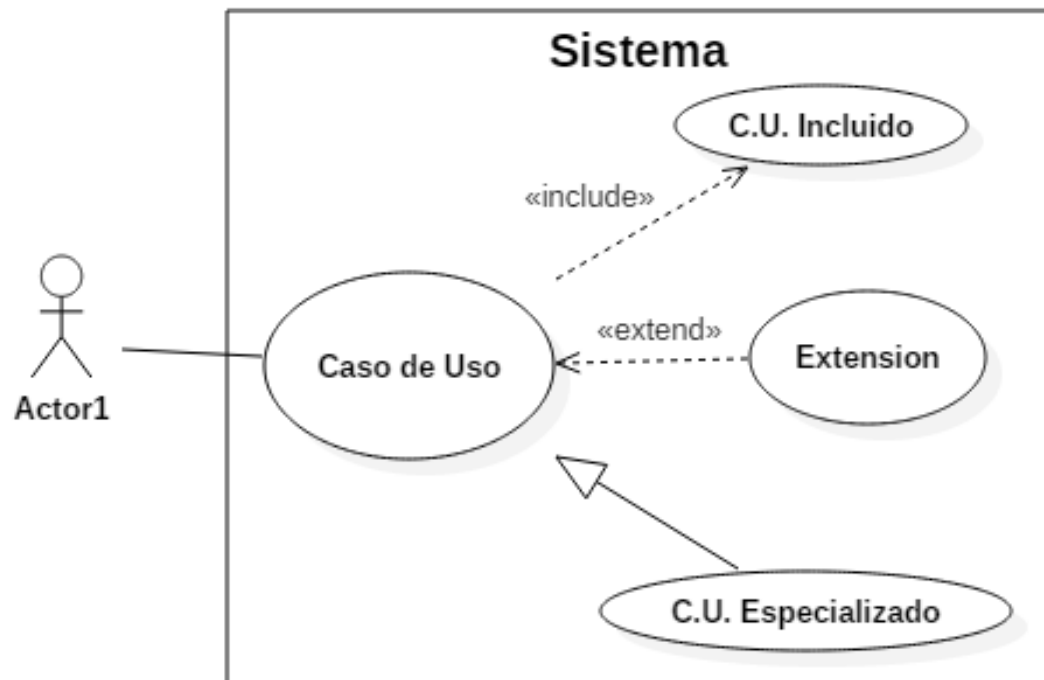 Sistema
C.U. Incluido
«include»
«extend»
Extension
Caso de Uso
Actor1
C.U. Especializado